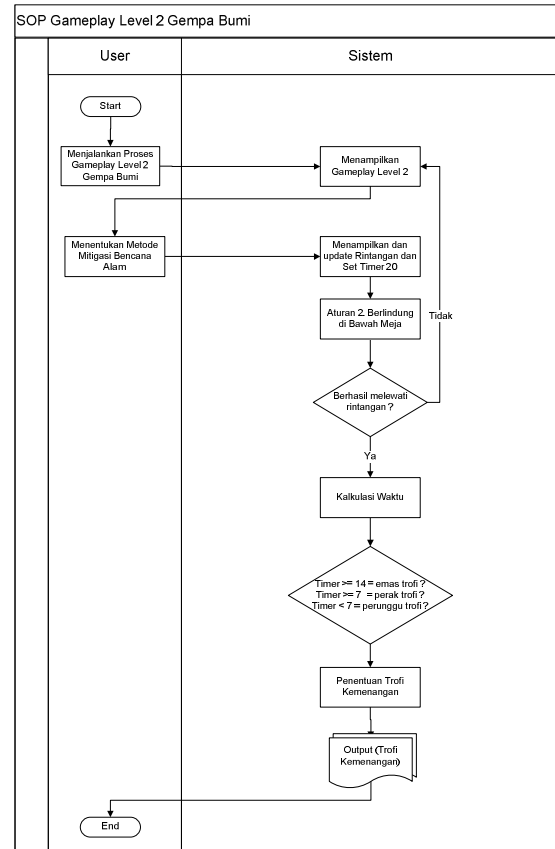 SOP Gameplay Level 2 Gempa Bumi
User
Sistem
Start
Menjalankan Proses
Gameplay Level 2
Gempa Bumi
Menampilkan
Gameplay Level 2
Menentukan Metode
Mitigasi Bencana
Alam
Menampilkan dan
update Rintangan dan
Set Timer 20
Aturan 2. Berlindung
di Bawah Meja
Tidak
Berhasil melewati
rintangan ?
Ya
Kalkulasi Waktu
Timer >= 14 = emas trofi ?
Timer >= 7 = perak trofi ?
Timer < 7 = perunggu trofi ?
Penentuan Trofi
Kemenangan
Output (Trofi
Kemenangan)
End